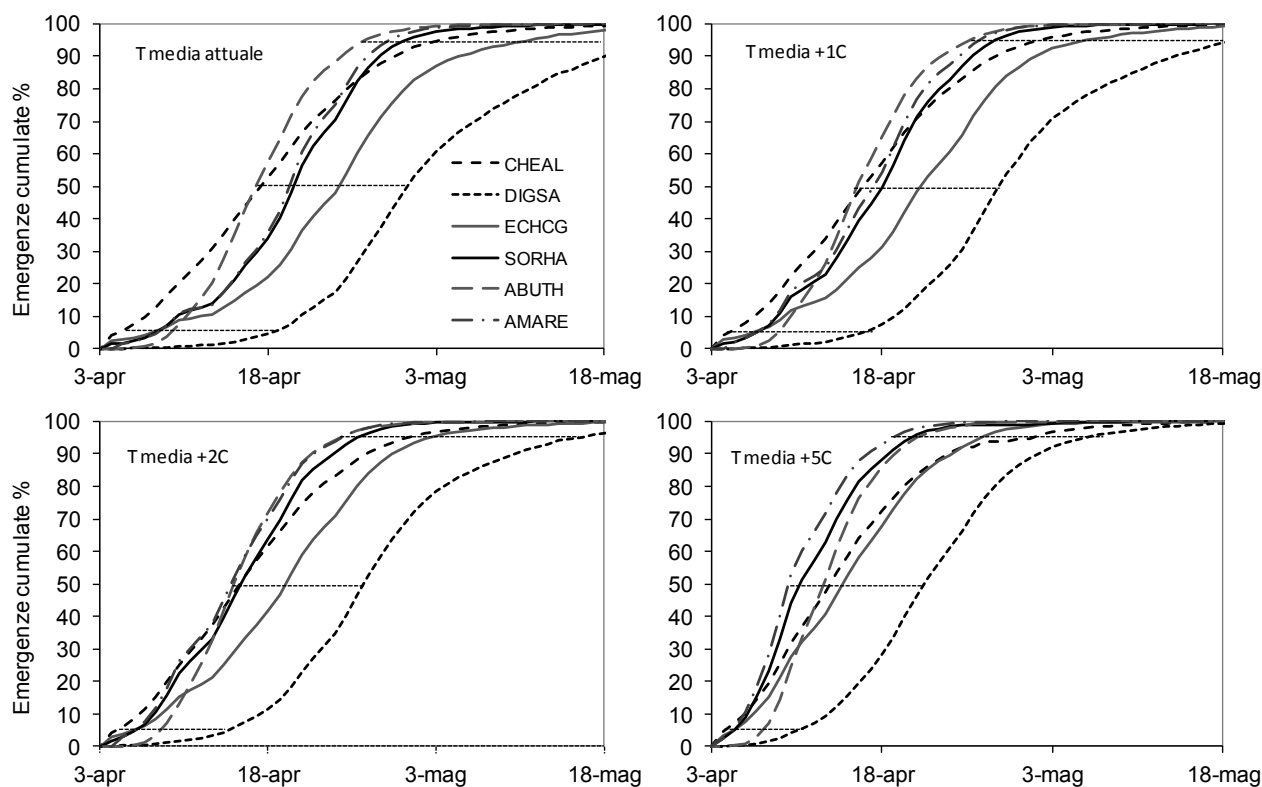 Emergenze cumulate %
100
90
80
70
60
50
40
30
20
10
0
T media attuale
CHEAL
DIGSA
ECHCG
SORHA
ABUTH
AMARE
3-apr 18-apr 3-mag 18-mag
100
90
80
70
60
50
40
30
20
10
0
T media +1C
3-apr 18-apr 3-mag 18-mag
Emergenze cumulate %
100
90
80
70
60
50
40
30
20
10
0
T media +2C
3-apr 18-apr 3-mag 18-mag
100
90
80
70
60
50
40
30
20
10
0
T media +5C
3-apr 18-apr 3-mag 18-mag